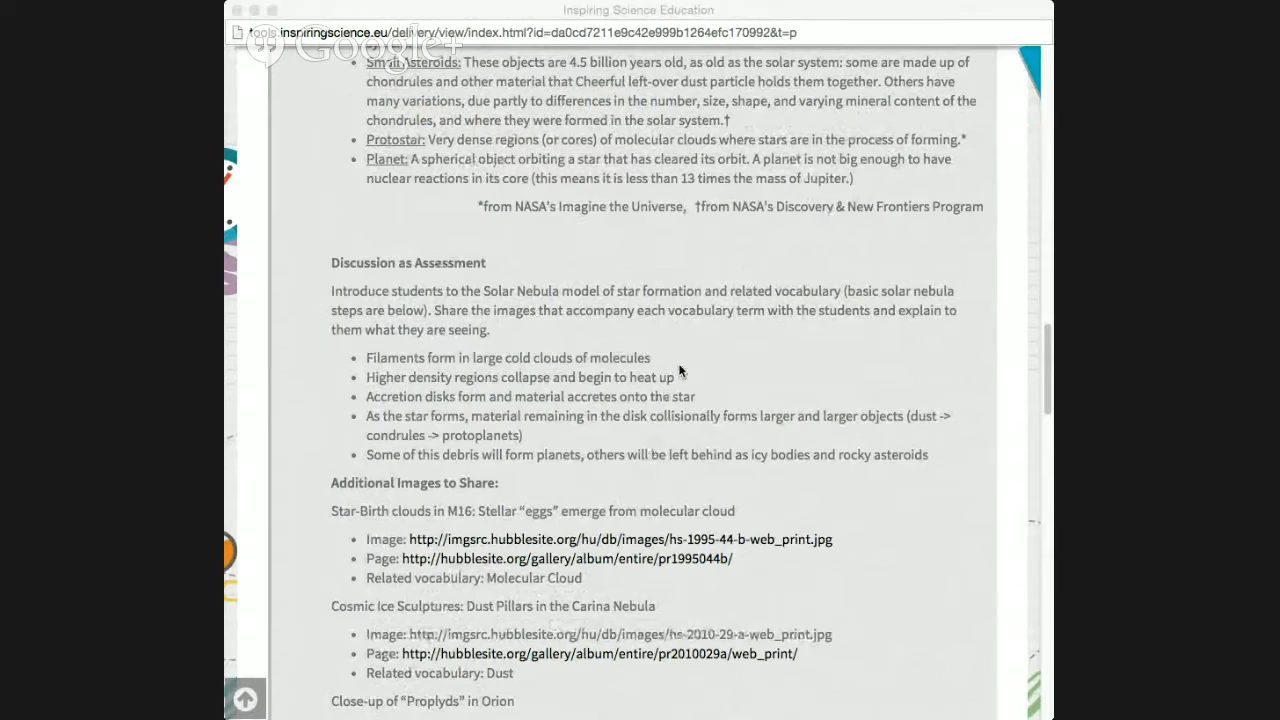 Inspiring Science Education
tools.inspiringscience.eu/delivery/view/index.html?id=da0cd7211e9c42e999b1264efc170992&t=p
Google+
Small Asteroids: These objects are 4.5 billion years old, as old as the solar system: some are made up of
chondrules and other material that Cheerful left-over dust particle holds them together. Others have
many variations, due partly to differences in the number, size, shape, and varying mineral content of the
chondrules, and where they were formed in the solar system.†
• Protostar: Very dense regions (or cores) of molecular clouds where stars are in the process of forming.*
• Planet: A spherical object orbiting a star that has cleared its orbit. A planet is not big enough to have
nuclear reactions in its core (this means it is less than 13 times the mass of Jupiter.)
*from NASA's Imagine the Universe, †from NASA's Discovery & New Frontiers Program
Discussion as Assessment
Introduce students to the Solar Nebula model of star formation and related vocabulary (basic solar nebula
steps are below). Share the images that accompany each vocabulary term with the students and explain to
them what they are seeing.
• Filaments form in large cold clouds of molecules
• Higher density regions collapse and begin to heat up
• Accretion disks form and material accretes onto the star
• As the star forms, material remaining in the disk collisionally forms larger and larger objects (dust ->
condrules -> protoplanets)
• Some of this debris will form planets, others will be left behind as icy bodies and rocky asteroids
Additional Images to Share:
Star-Birth clouds in M16: Stellar "eggs" emerge from molecular cloud
• Image: http://imgsrc.hubblesite.org/hu/db/images/hs-1995-44-b-web_print.jpg
• Page: http://hubblesite.org/gallery/album/entire/pr1995044b/
• Related vocabulary: Molecular Cloud
Cosmic Ice Sculptures: Dust Pillars in the Carina Nebula
• Image: http://imgsrc.hubblesite.org/hu/db/images/hs-2010-29-a-web_print.jpg
• Page: http://hubblesite.org/gallery/album/entire/pr2010029a/web_print/
• Related vocabulary: Dust
Close-up of "Proplyds" in Orion